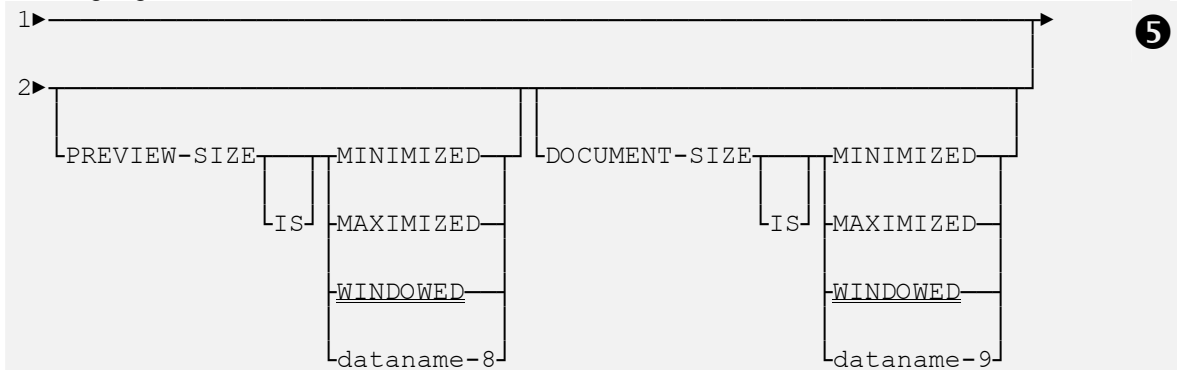 1►
❺
2►
PREVIEW-SIZE MINIMIZED DOCUMENT-SIZE MINIMIZED
IS MAXIMIZED IS MAXIMIZED
WINDOWED WINDOWED
dataname-8 dataname-9